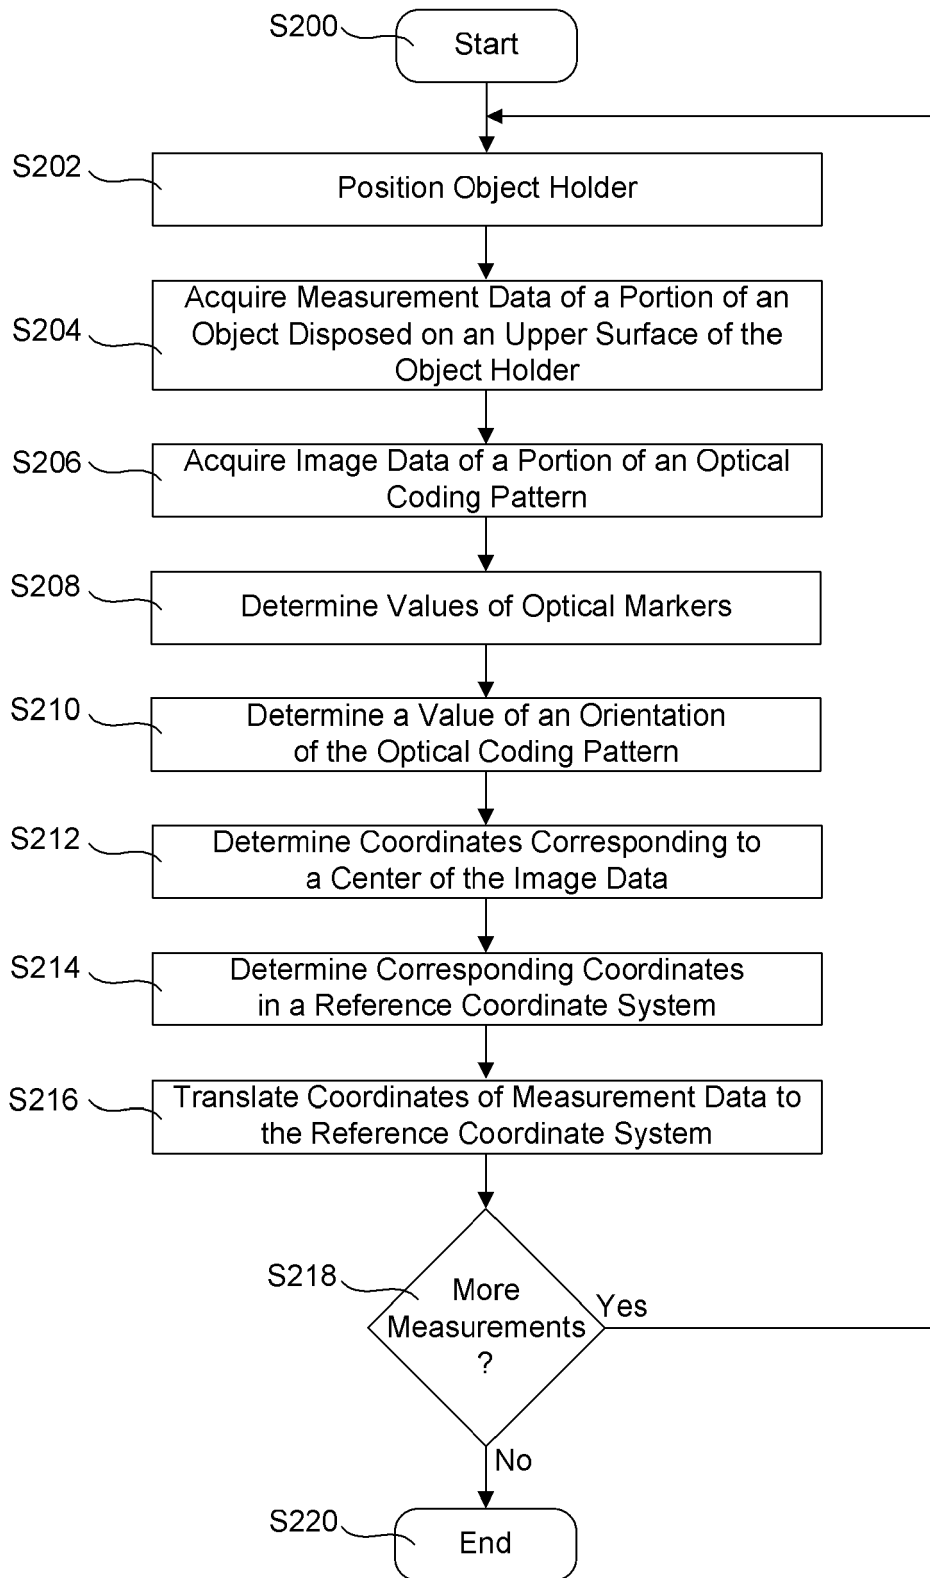 S200
Start
S202
Position Object Holder
S204
Acquire Measurement Data of a Portion of an
Object Disposed on an Upper Surface of the
Object Holder
S206
Acquire Image Data of a Portion of an Optical
Coding Pattern
S208
Determine Values of Optical Markers
S210
Determine a Value of an Orientation
of the Optical Coding Pattern
S212
Determine Coordinates Corresponding to
a Center of the Image Data
S214
Determine Corresponding Coordinates
in a Reference Coordinate System
S216
Translate Coordinates of Measurement Data to
the Reference Coordinate System
S218
More
Measurements
?
Yes
No
S220
End